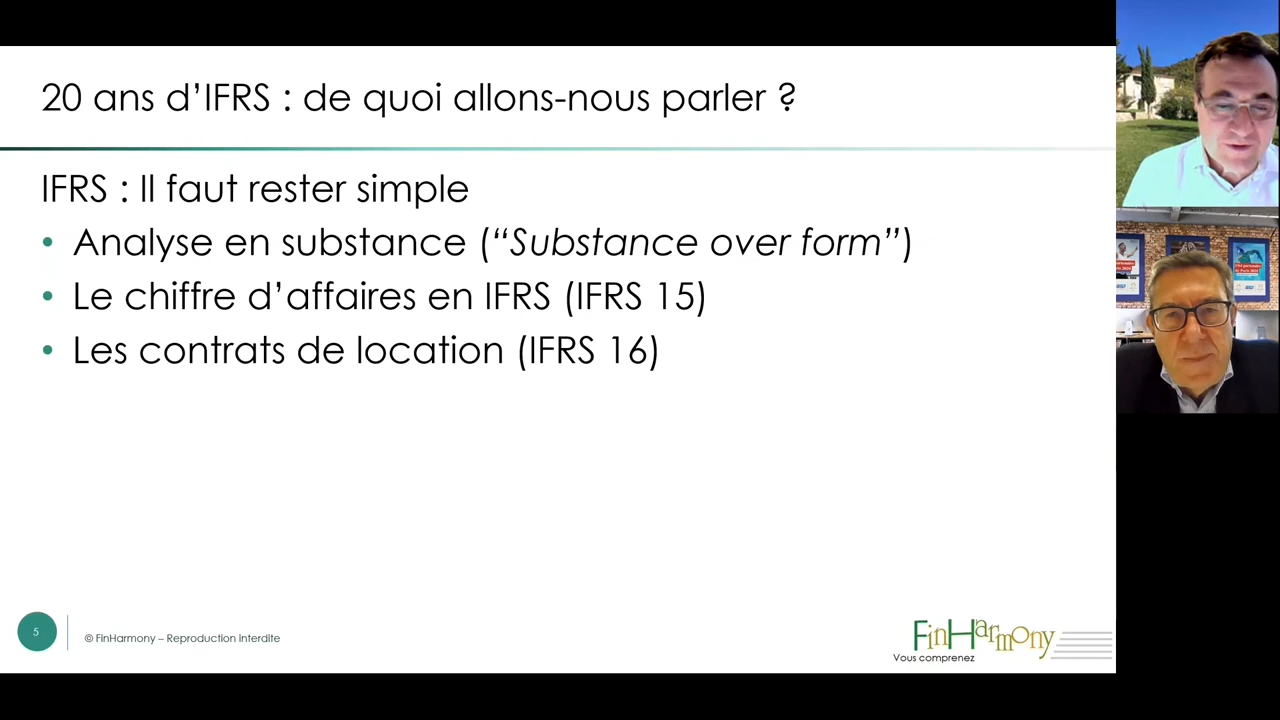 20 ans d’IFRS : de quoi allons-nous parler ?
IFRS : Il faut rester simple
• Analyse en substance (“Substance over form”)
• Le chiffre d’affaires en IFRS (IFRS 15)
• Les contrats de location (IFRS 16)
5
© FinHarmony – Reproduction interdite
FinHarmony
Vous comprenez